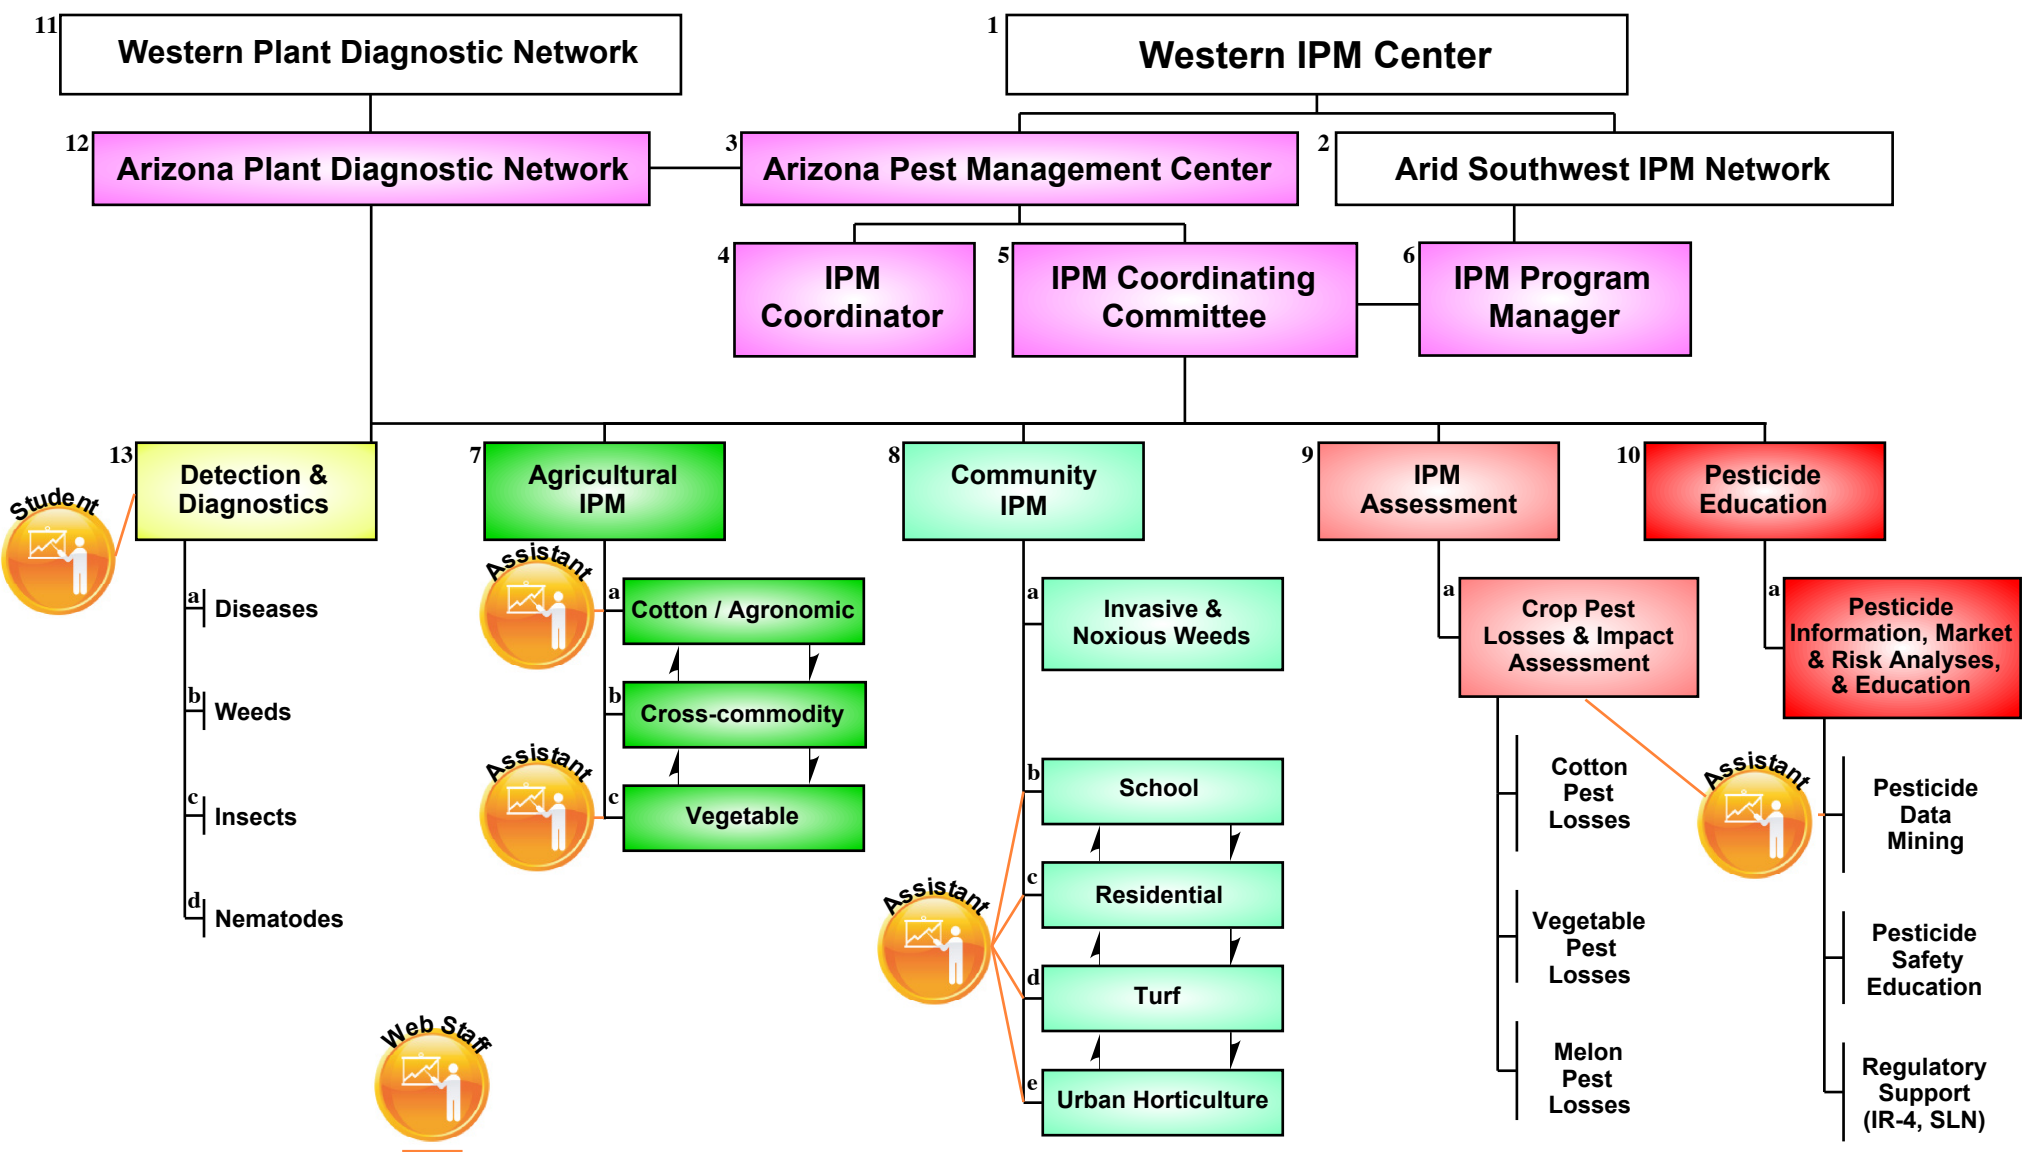 11
Western Plant Diagnostic Network
1
Western IPM Center
12
Arizona Plant Diagnostic Network
3
Arizona Pest Management Center
2
Arid Southwest IPM Network
4
IPM
Coordinator
5
IPM Coordinating
Committee
6
IPM Program
Manager
13
Detection &
Diagnostics
Student
a
Diseases
b
Weeds
c
Insects
d
Nematodes
7
Agricultural
IPM
Assistant
a
Cotton / Agronomic
b
Cross-commodity
Assistant
c
Vegetable
8
Community
IPM
a
Invasive &
Noxious Weeds
b
School
c
Residential
Assistant
d
Turf
e
Urban Horticulture
9
IPM
Assessment
a
Crop Pest
Losses & Impact
Assessment
Cotton
Pest
Losses
Vegetable
Pest
Losses
Melon
Pest
Losses
10
Pesticide
Education
a
Pesticide
Information, Market
& Risk Analyses,
& Education
Assistant
Pesticide
Data
Mining
Pesticide
Safety
Education
Regulatory
Support
(IR-4, SLN)
Web Staff